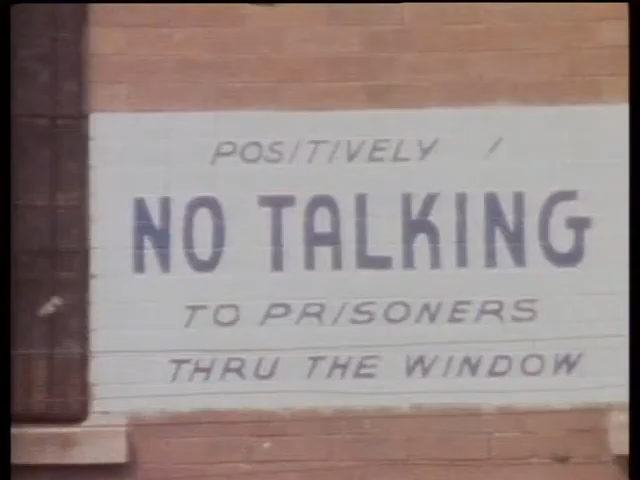 POSITIVELY /
NO TALKING
TO PRISONERS
THRU THE WINDOW